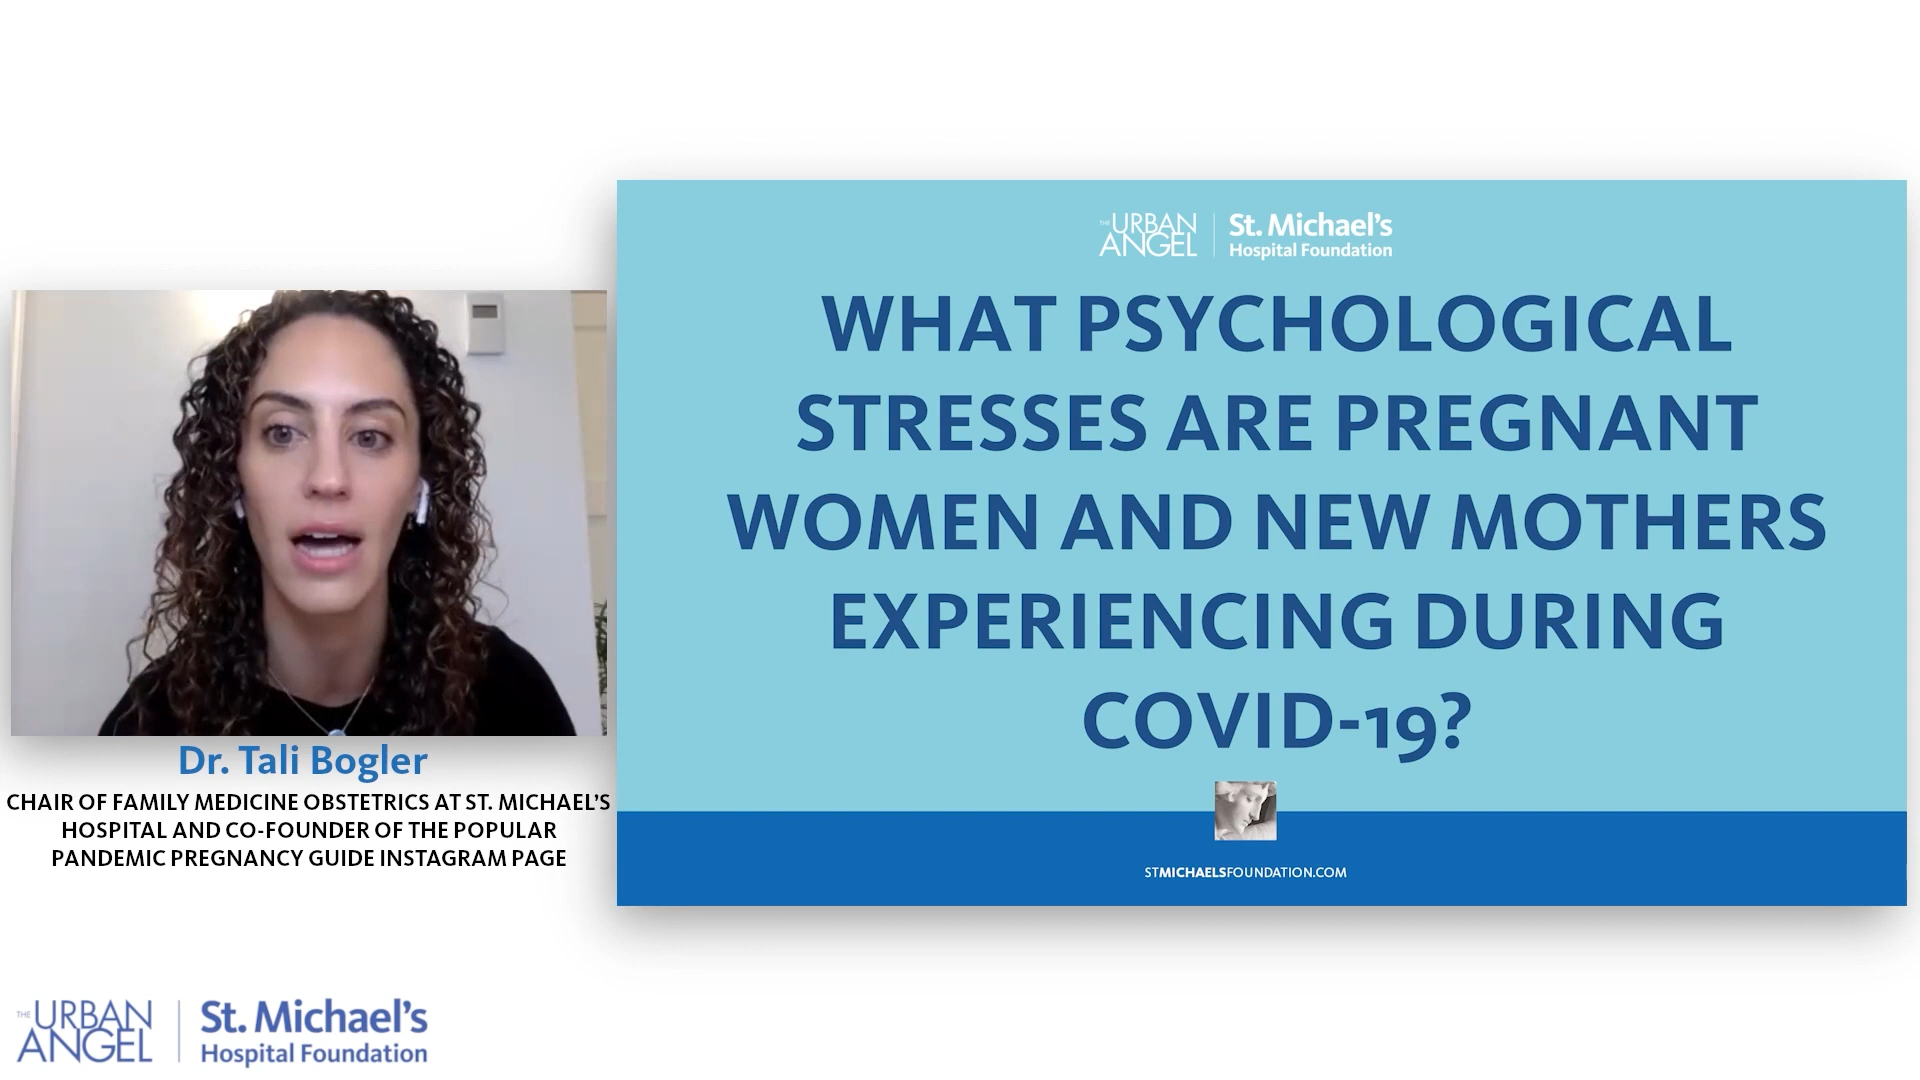 THE URBAN ANGEL
St. Michael's
Hospital Foundation
WHAT PSYCHOLOGICAL
STRESSES ARE PREGNANT
WOMEN AND NEW MOTHERS
EXPERIENCING DURING
COVID-19?
STMICHAELSFOUNDATION.COM
Dr. Tali Bogler
CHAIR OF FAMILY MEDICINE OBSTETRICS AT ST. MICHAEL'S
HOSPITAL AND CO-FOUNDER OF THE POPULAR
PANDEMIC PREGNANCY GUIDE INSTAGRAM PAGE
THE URBAN ANGEL
St. Michael's
Hospital Foundation